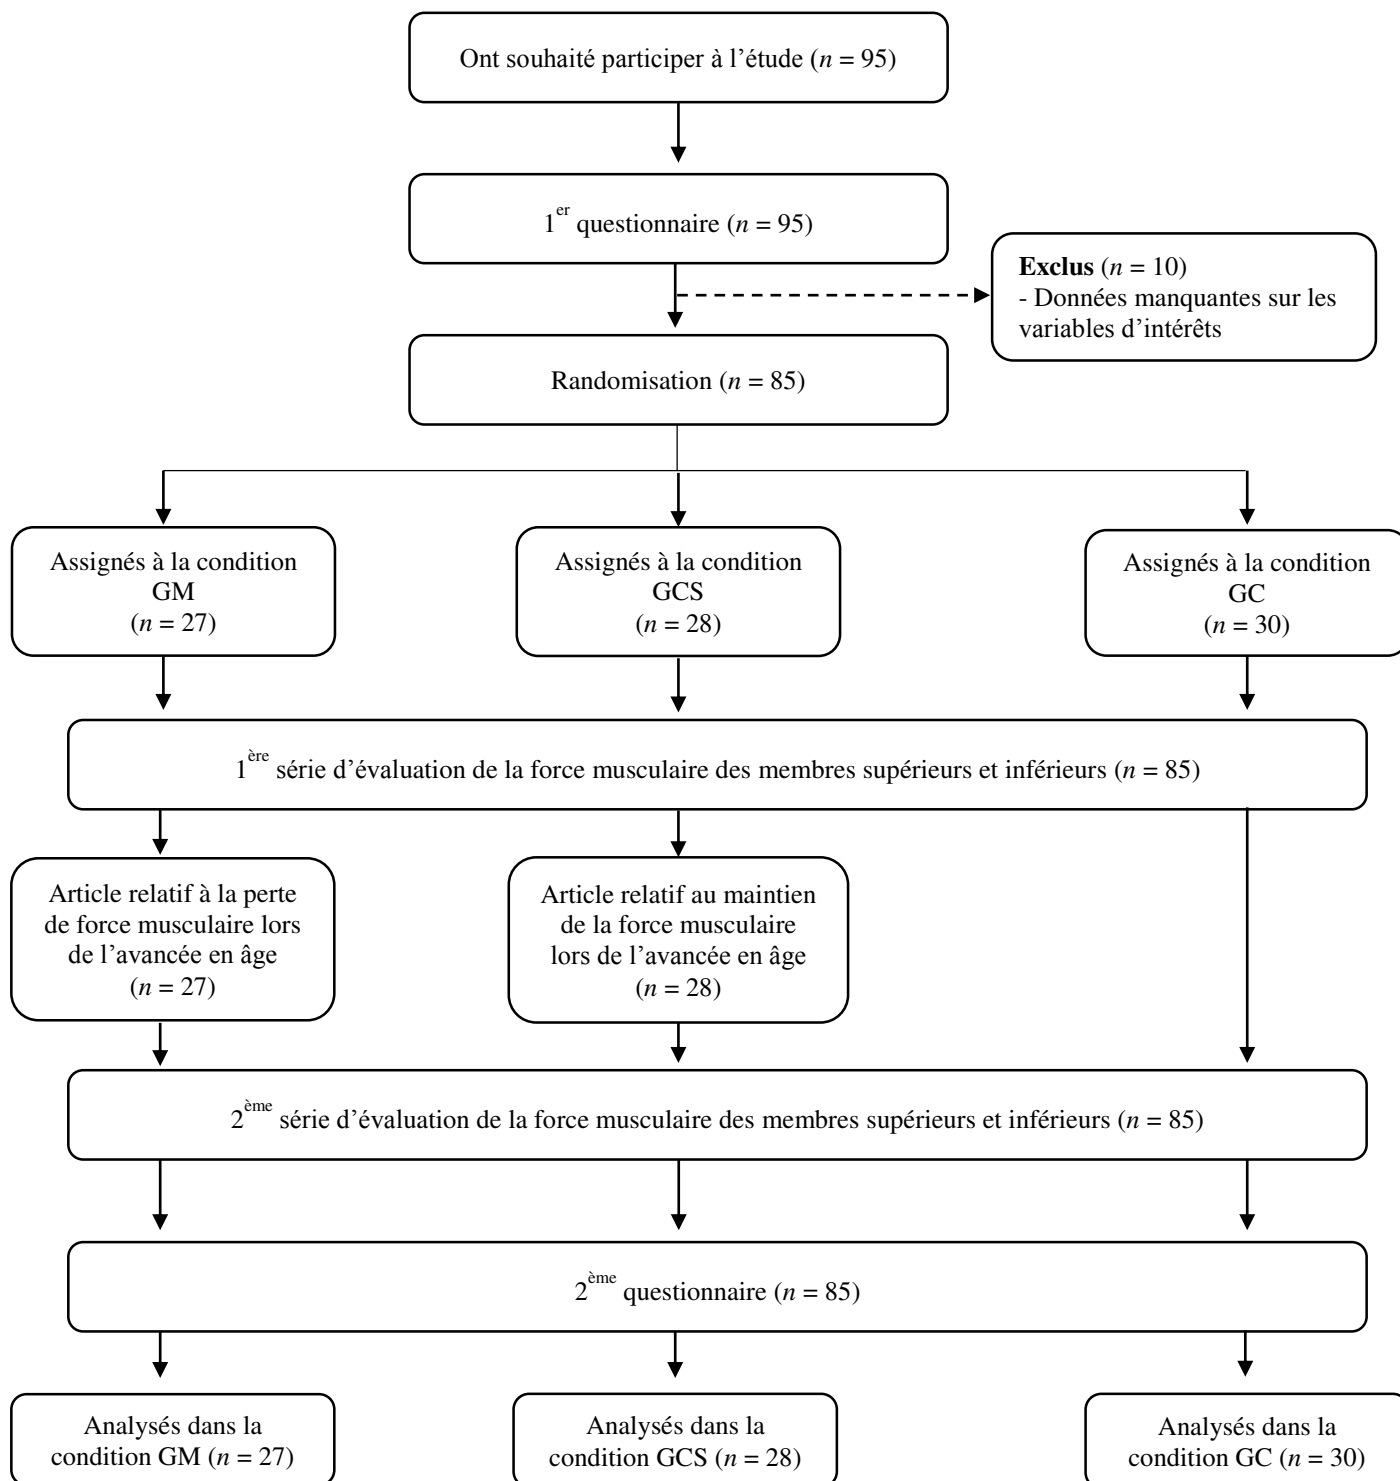 Ont souhaité participer à l’étude (n = 95)
1er questionnaire (n = 95)
Exclus (n = 10)
- Données manquantes sur les
variables d’intérêts
Randomisation (n = 85)
Assignés à la condition
GM
(n = 27)
Assignés à la condition
GCS
(n = 28)
Assignés à la condition
GC
(n = 30)
1ère série d’évaluation de la force musculaire des membres supérieurs et inférieurs (n = 85)
Article relatif à la perte
de force musculaire lors
de l’avancée en âge
(n = 27)
Article relatif au maintien
de la force musculaire
lors de l’avancée en âge
(n = 28)
2ème série d’évaluation de la force musculaire des membres supérieurs et inférieurs (n = 85)
2ème questionnaire (n = 85)
Analysés dans la
condition GM (n = 27)
Analysés dans la
condition GCS (n = 28)
Analysés dans la
condition GC (n = 30)